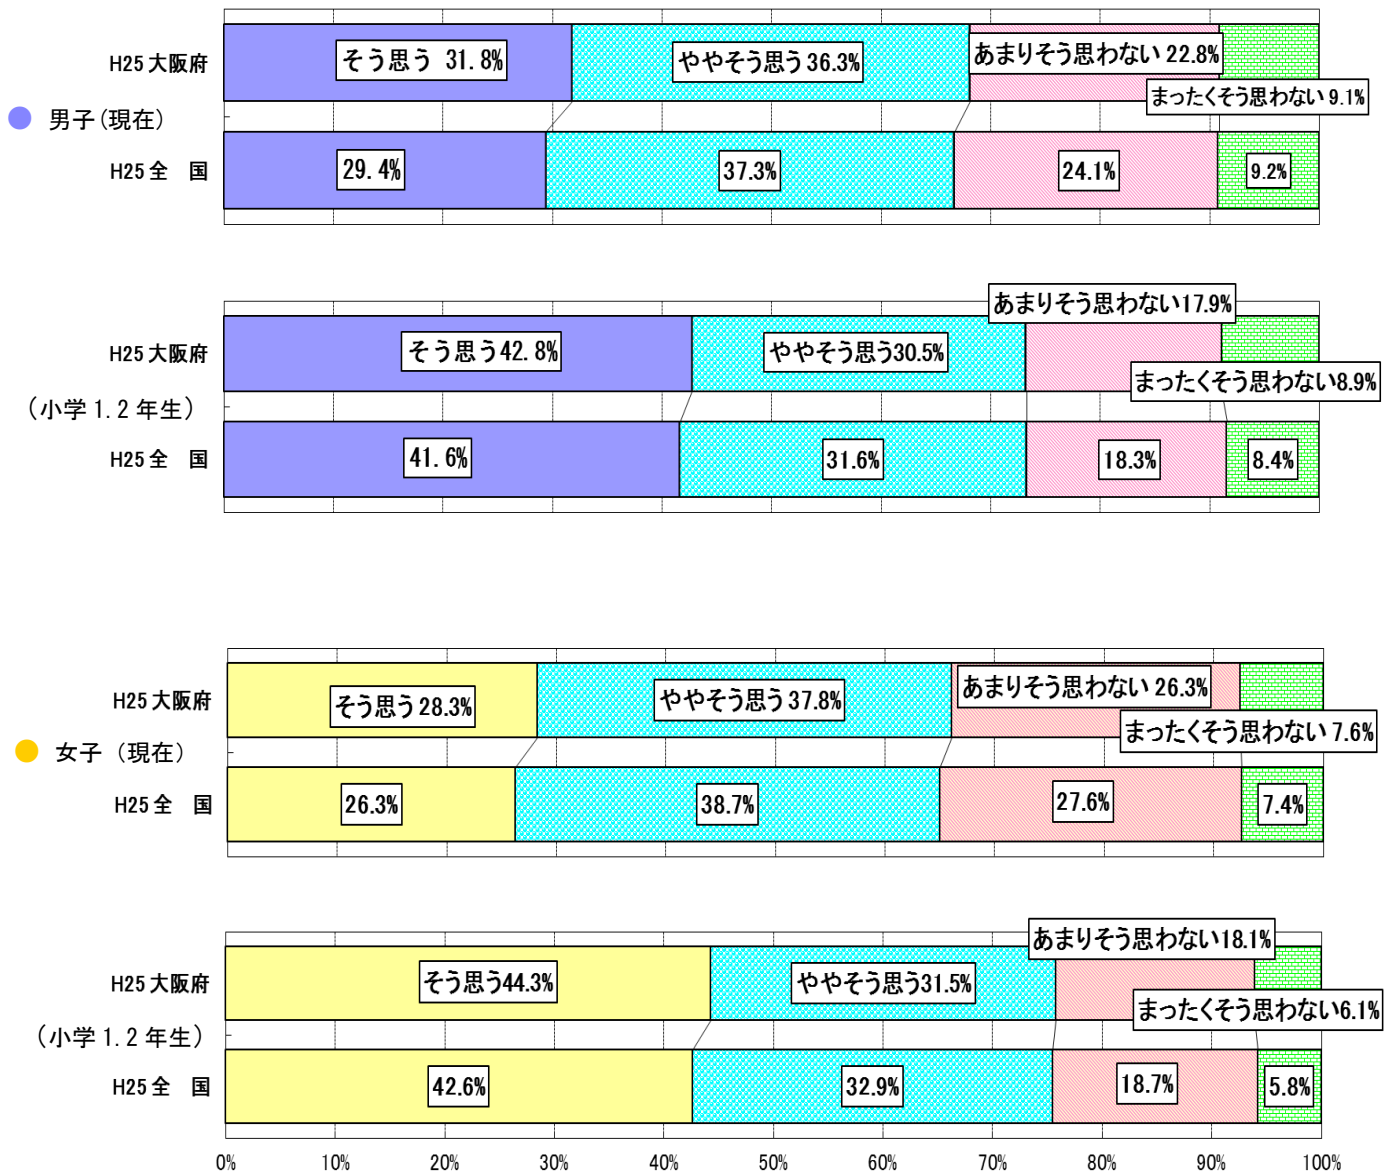 H25 大阪府
そう思う 31.8%
ややそう思う 36.3%
あまりそう思わない 22.8%
まったくそう思わない 9.1%
男子(現在)
H25 全　国
29.4%
37.3%
24.1%
9.2%
H25 大阪府
そう思う42.8%
ややそう思う30.5%
あまりそう思わない17.9%
まったくそう思わない8.9%
（小学 1.2 年生）
H25 全　国
41.6%
31.6%
18.3%
8.4%
H25 大阪府
そう思う 28.3%
ややそう思う 37.8%
あまりそう思わない 26.3%
まったくそう思わない 7.6%
女子（現在）
H25 全　国
26.3%
38.7%
27.6%
7.4%
H25 大阪府
そう思う44.3%
ややそう思う31.5%
あまりそう思わない18.1%
まったくそう思わない6.1%
（小学 1.2 年生）
H25 全　国
42.6%
32.9%
18.7%
5.8%
0% 10% 20% 30% 40% 50% 60% 70% 80% 90% 100%